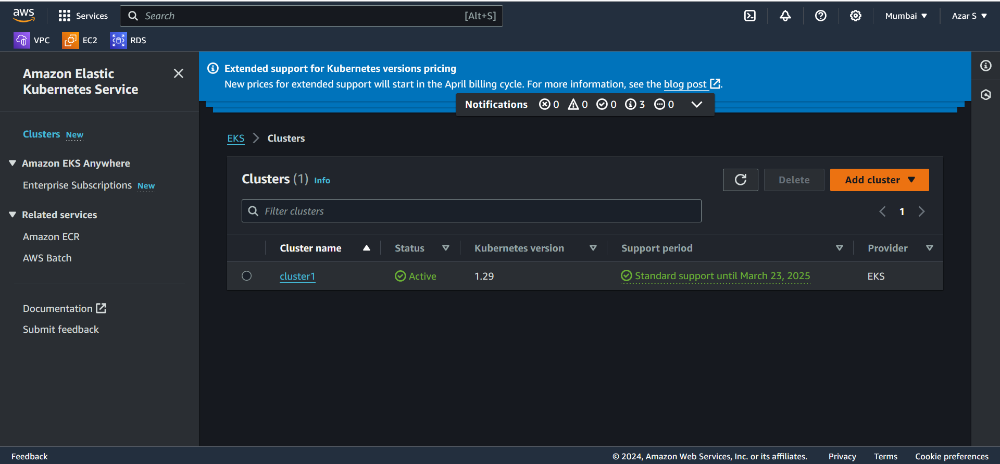 aws Services Search [Alt+S] Mumbai Azar S
VPC EC2 RDS
Amazon Elastic
Kubernetes Service
Clusters New
Amazon EKS Anywhere
Enterprise Subscriptions New
Related services
Amazon ECR
AWS Batch
Documentation
Submit feedback
Extended support for Kubernetes versions pricing
New prices for extended support will start in the April billing cycle. For more information, see the blog post.
Notifications 0 0 0 3 0
EKS Clusters
Clusters (1) Info
Delete Add cluster
Filter clusters
1
Cluster name Status Kubernetes version Support period Provider
cluster1 Active 1.29 Standard support until March 23, 2025 EKS
Feedback © 2024, Amazon Web Services, Inc. or its affiliates. Privacy Terms Cookie preferences